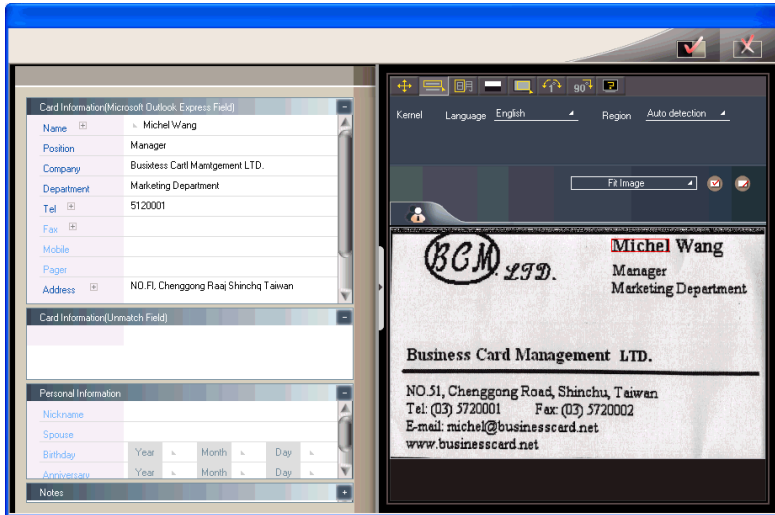 Card Information(Microsoft Outlook Express Field)
Name Michel Wang
Position Manager
Company Busixtess Cartl Mamtgement LTD.
Department Marketing Department
Tel 5120001
Fax
Mobile
Pager
Address NO.FI, Chenggong Raaj Shinchq Taiwan
Card Information(Unmatch Field)
Personal Information
Nickname
Spouse
Birthday Year Month Day
Anniversary Year Month Day
Notes
90°
Kernel Language English Region Auto detection
Fit Image
BCM .LTD.
Michel Wang
Manager
Marketing Department
Business Card Management LTD.
NO.51, Chenggong Road, Shinchu, Taiwan
Tel: (03) 5720001 Fax: (03) 5720002
E-mail: michel@businesscard.net
www.businesscard.net